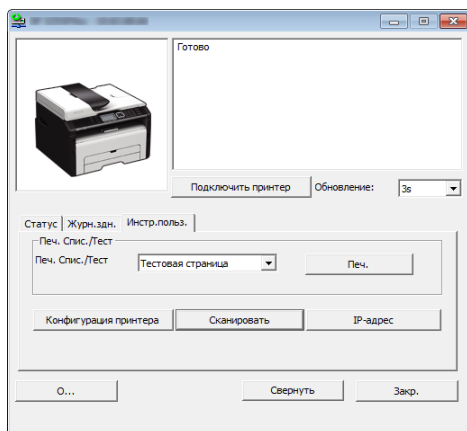 Готово
Подключить принтер
Обновление:
3s
Статус
Журн.здн.
Инстр.польз.
Печ. Спис./Тест
Печ. Спис./Тест
Тестовая страница
Печ.
Конфигурация принтера
Сканировать
IP-адрес
О...
Свернуть
Закр.